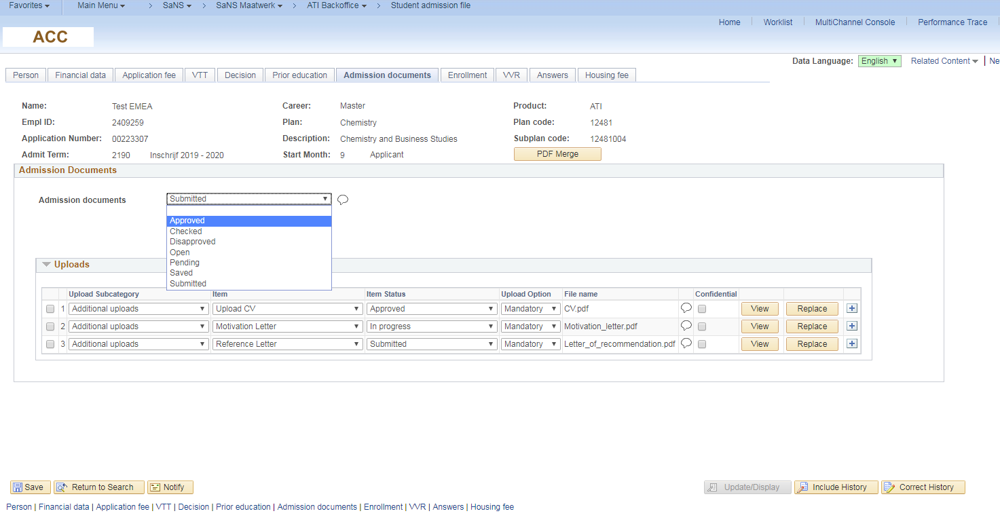 Favorites Main Menu > SaNS > SaNS Maatwerk > ATI Backoffice > Student admission file
Home Worklist MultiChannel Console Performance Trace
ACC
Data Language: English Related Content Ne
Person Financial data Application fee VTT Decision Prior education Admission documents Enrollment VVR Answers Housing fee
Name: Test EMEA Career: Master Product: ATI
Empl ID: 2409259 Plan: Chemistry Plan code: 12481
Application Number: 00223307 Description: Chemistry and Business Studies Subplan code: 12481004
Admit Term: 2190 Inschrijf 2019 - 2020 Start Month: 9 Applicant PDF Merge
Admission Documents
Admission documents Submitted
Approved
Checked
Disapproved
Open
Pending
Saved
Submitted
Uploads
Upload Subcategory Item Item Status Upload Option File name Confidential
1 Additional uploads Upload CV Approved Mandatory CV.pdf View Replace
2 Additional uploads Motivation Letter In progress Mandatory Motivation_letter.pdf View Replace
3 Additional uploads Reference Letter Submitted Mandatory Letter_of_recommendation.pdf View Replace
Save Return to Search Notify Update/Display Include History Correct History
Person | Financial data | Application fee | VTT | Decision | Prior education | Admission documents | Enrollment | VVR | Answers | Housing fee